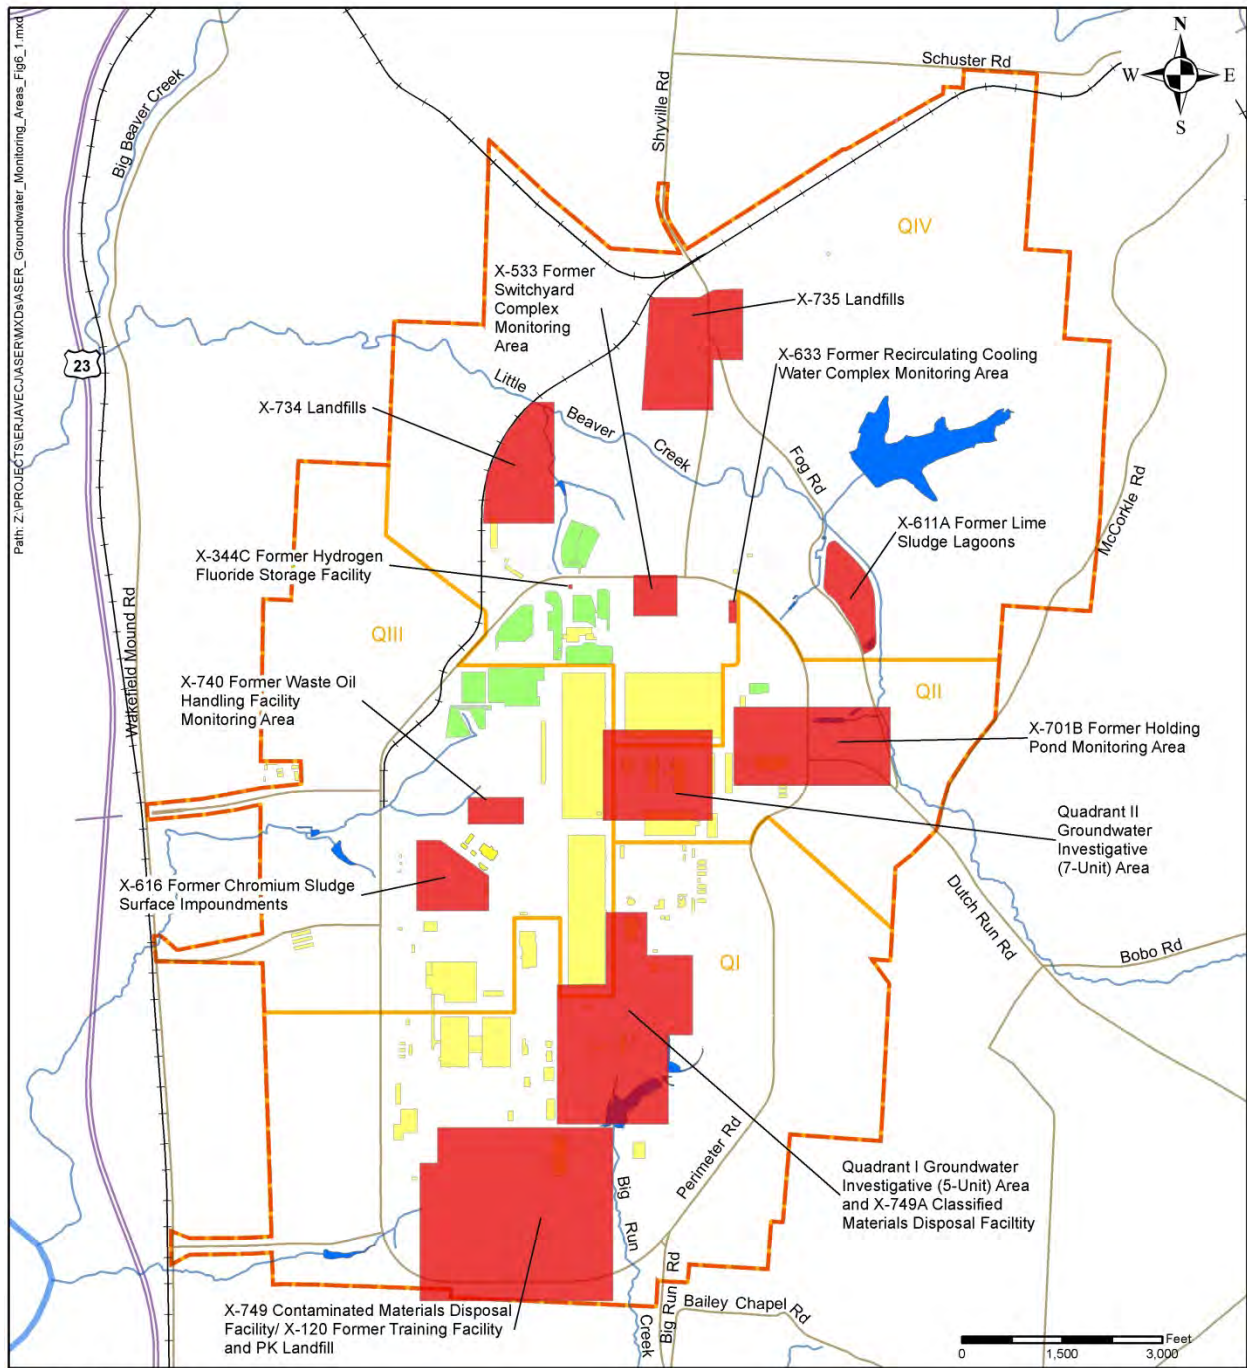 Path: Z:\PROJECTS\ERJAVECJ\ASER\MXDs\ASER_Groundwater_Monitoring_Areas_Fig6_1.mxd
N
W
E
S
Schuster Rd
Shyville Rd
Big Beaver Creek
QIV
X-533 Former
Switchyard
Complex
Monitoring
Area
X-735 Landfills
23
X-633 Former Recirculating Cooling
Water Complex Monitoring Area
Little
Beaver
Creek
X-734 Landfills
Fog Rd
McCorkle Rd
X-611A Former Lime
Sludge Lagoons
X-344C Former Hydrogen
Fluoride Storage Facility
QIII
Wakefield Mound Rd
X-740 Former Waste Oil
Handling Facility
Monitoring Area
QII
X-701B Former Holding
Pond Monitoring Area
Quadrant II
Groundwater
Investigative
(7-Unit) Area
X-616 Former Chromium Sludge
Surface Impoundments
Dutch Run Rd
Bobo Rd
QI
Perimeter Rd
Quadrant I Groundwater
Investigative (5-Unit) Area
and X-749A Classified
Materials Disposal Faciltity
Big Run
Creek
Big Run Rd
Bailey Chapel Rd
X-749 Contaminated Materials Disposal
Facility/ X-120 Former Training Facility
and PK Landfill
Feet
0 1,500 3,000